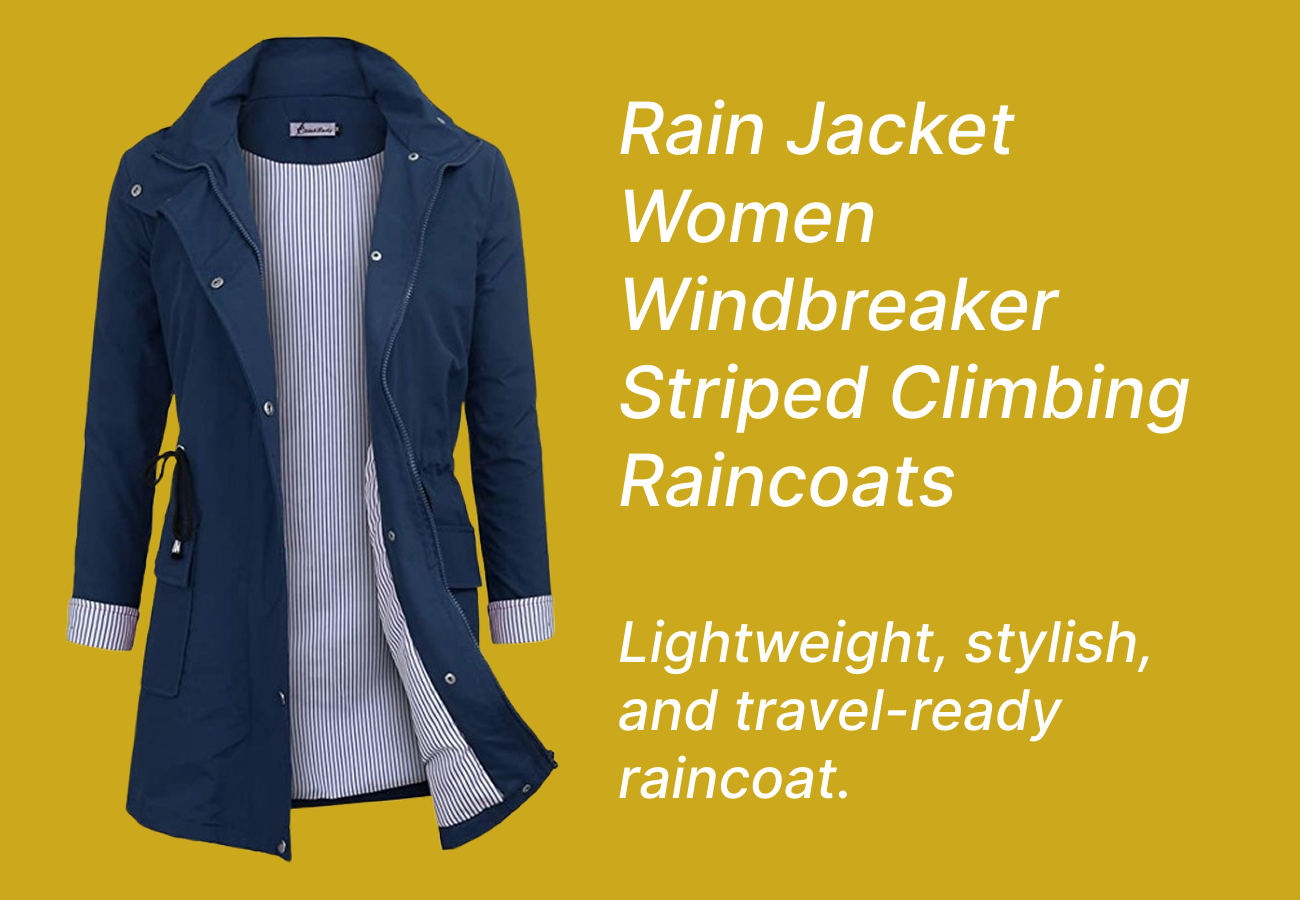 Rain Jacket
Women
Windbreaker
Striped Climbing
Raincoats
Lightweight, stylish,
and travel-ready
raincoat.